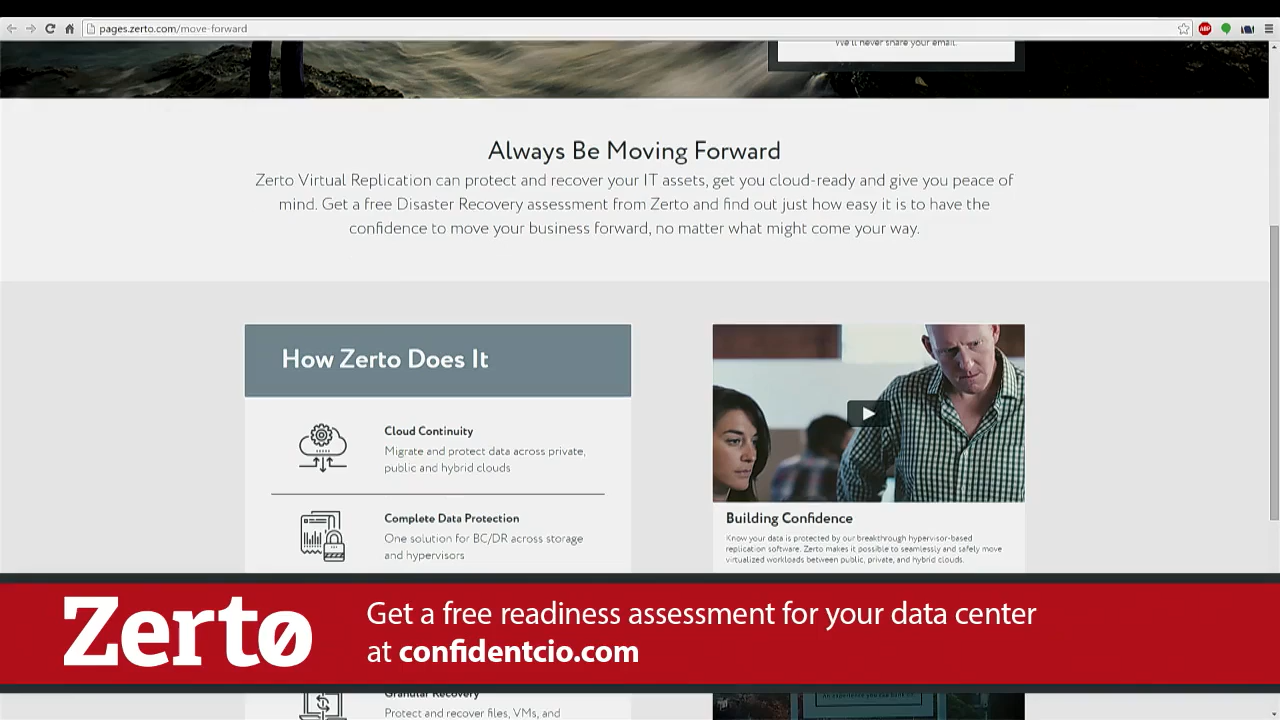 pages.zerto.com/move-forward
ABP
We'll never share your email.
Always Be Moving Forward
Zerto Virtual Replication can protect and recover your IT assets, get you cloud-ready and give you peace of
mind. Get a free Disaster Recovery assessment from Zerto and find out just how easy it is to have the
confidence to move your business forward, no matter what might come your way.
How Zerto Does It
Cloud Continuity
Migrate and protect data across private,
public and hybrid clouds
Complete Data Protection
One solution for BC/DR across storage
and hypervisors
Building Confidence
Know your data is protected by our breakthrough hypervisor-based
replication software. Zerto makes it possible to seamlessly and safely move
virtualized workloads between public, private, and hybrid clouds.
Zerto
Get a free readiness assessment for your data center
at confidentcio.com
Granular Recovery
Protect and recover files, VMs, and